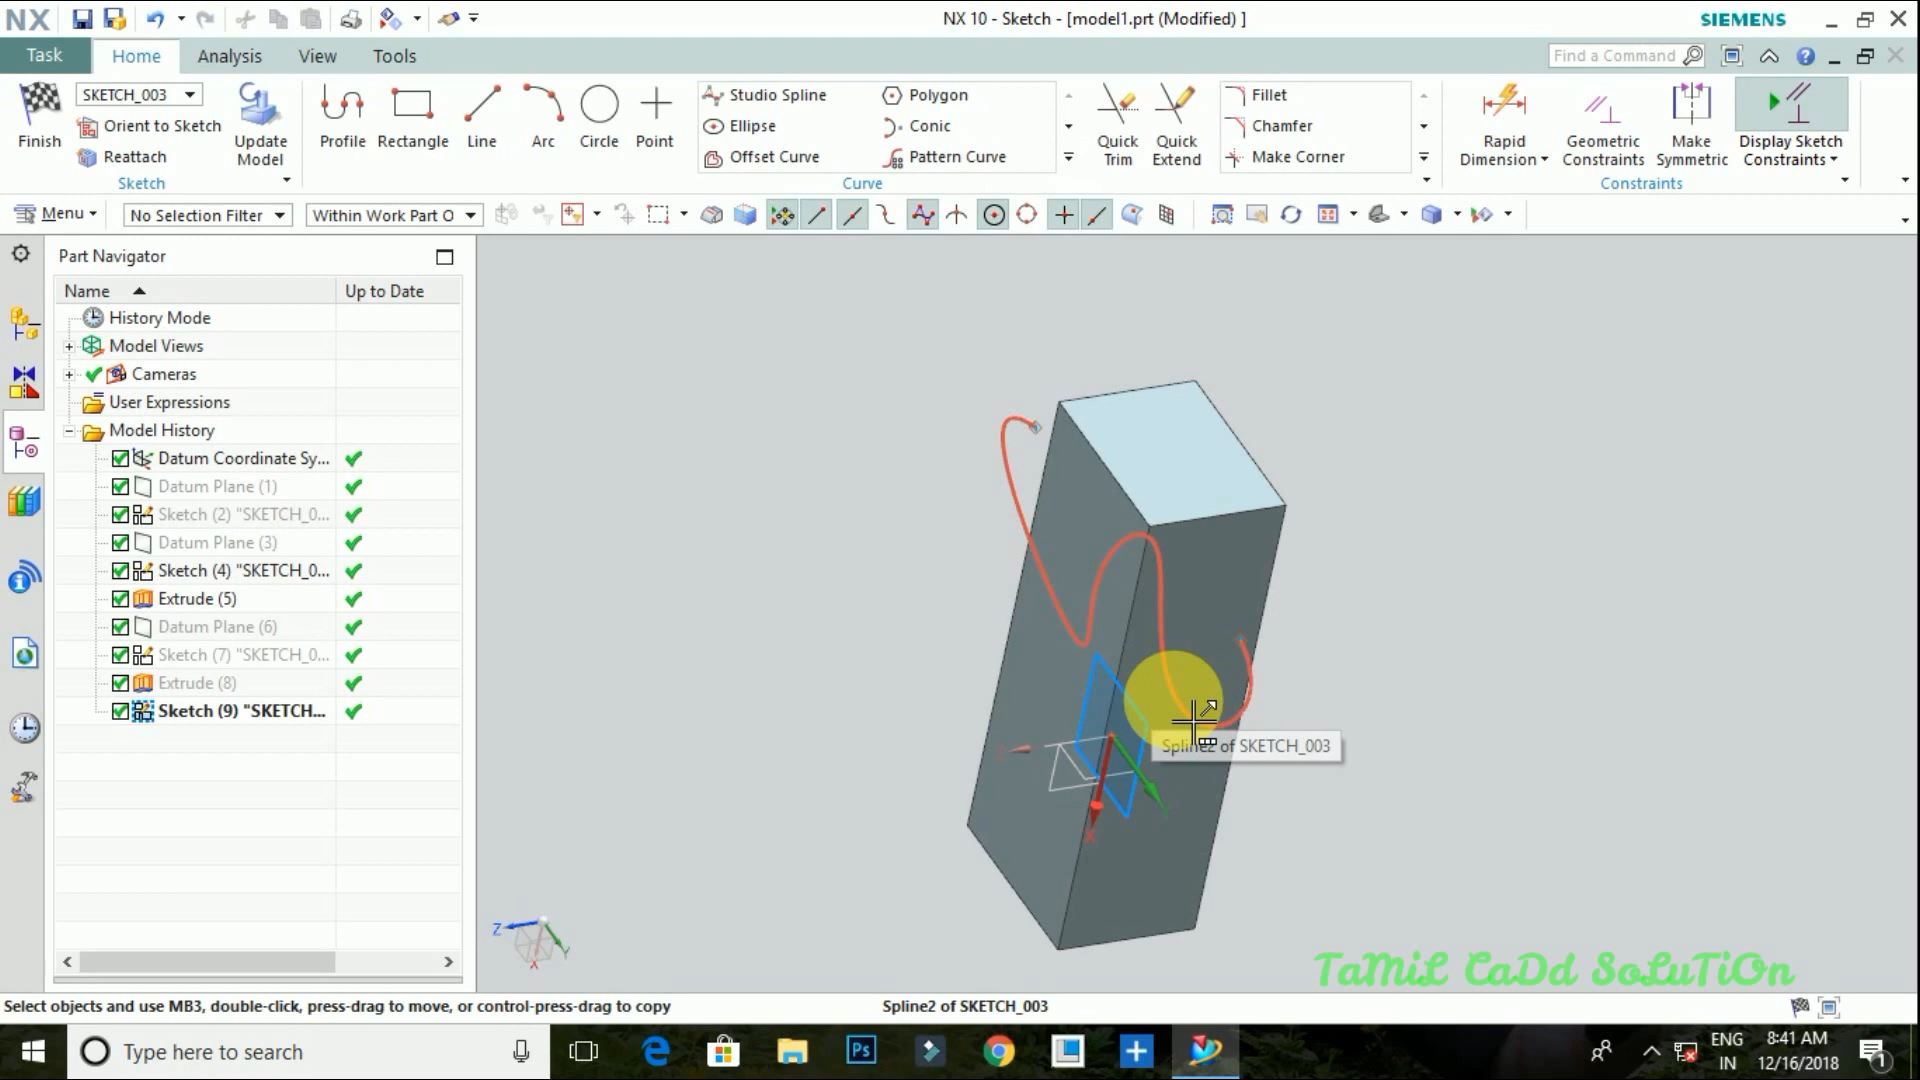 NX
NX 10 - Sketch - [model1.prt (Modified) ]
SIEMENS
Task
Home
Analysis
View
Tools
Find a Command
Finish
SKETCH_003
Orient to Sketch
Reattach
Update
Model
Sketch
Profile
Rectangle
Line
Arc
Circle
Point
Studio Spline
Ellipse
Offset Curve
Polygon
Conic
Pattern Curve
Curve
Quick
Trim
Quick
Extend
Fillet
Chamfer
Make Corner
Rapid
Dimension
Geometric
Constraints
Make
Symmetric
Display Sketch
Constraints
Constraints
Menu
No Selection Filter
Within Work Part O
Part Navigator
Name
Up to Date
History Mode
Model Views
Cameras
User Expressions
Model History
Datum Coordinate Sy...
Datum Plane (1)
Sketch (2) "SKETCH_0...
Datum Plane (3)
Sketch (4) "SKETCH_0...
Extrude (5)
Datum Plane (6)
Sketch (7) "SKETCH_0...
Extrude (8)
Sketch (9) "SKETCH...
Spline2 of SKETCH_003
X
Z
Y
X
TaMiL CaDd SoLuTiOn
Select objects and use MB3, double-click, press-drag to move, or control-press-drag to copy
Spline2 of SKETCH_003
Type here to search
Ps
ENG
IN
8:41 AM
12/16/2018
1